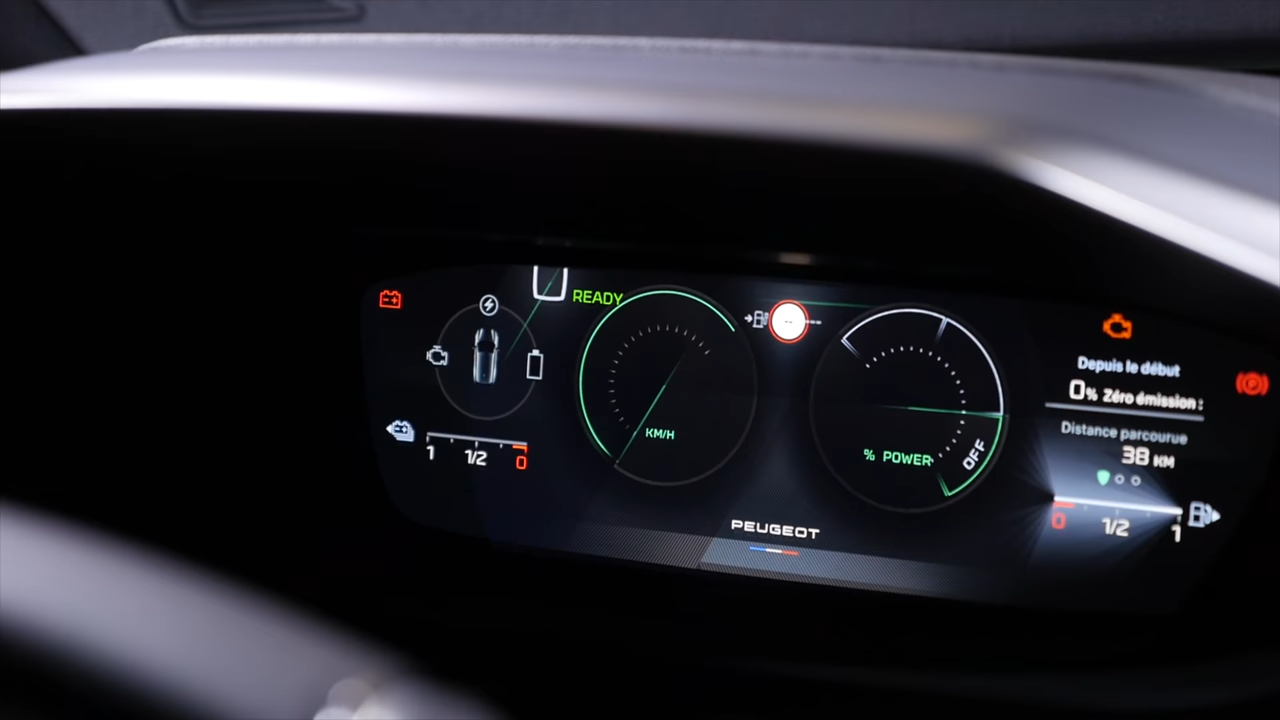 READY
KM/H
1 1/2 0
% POWER
OFF
--
PEUGEOT
Depuis le début
0% Zéro émission :
Distance parcourue
38 KM
0 1/2 1
P